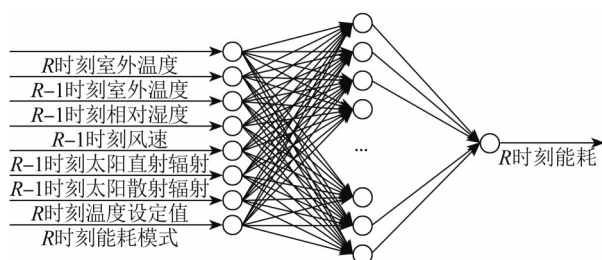 R时刻室外温度
R-1时刻室外温度
R-1时刻相对湿度
R-1时刻风速
R-1时刻太阳直射辐射
R-1时刻太阳散射辐射
R时刻温度设定值
R时刻能耗模式
...
R时刻能耗